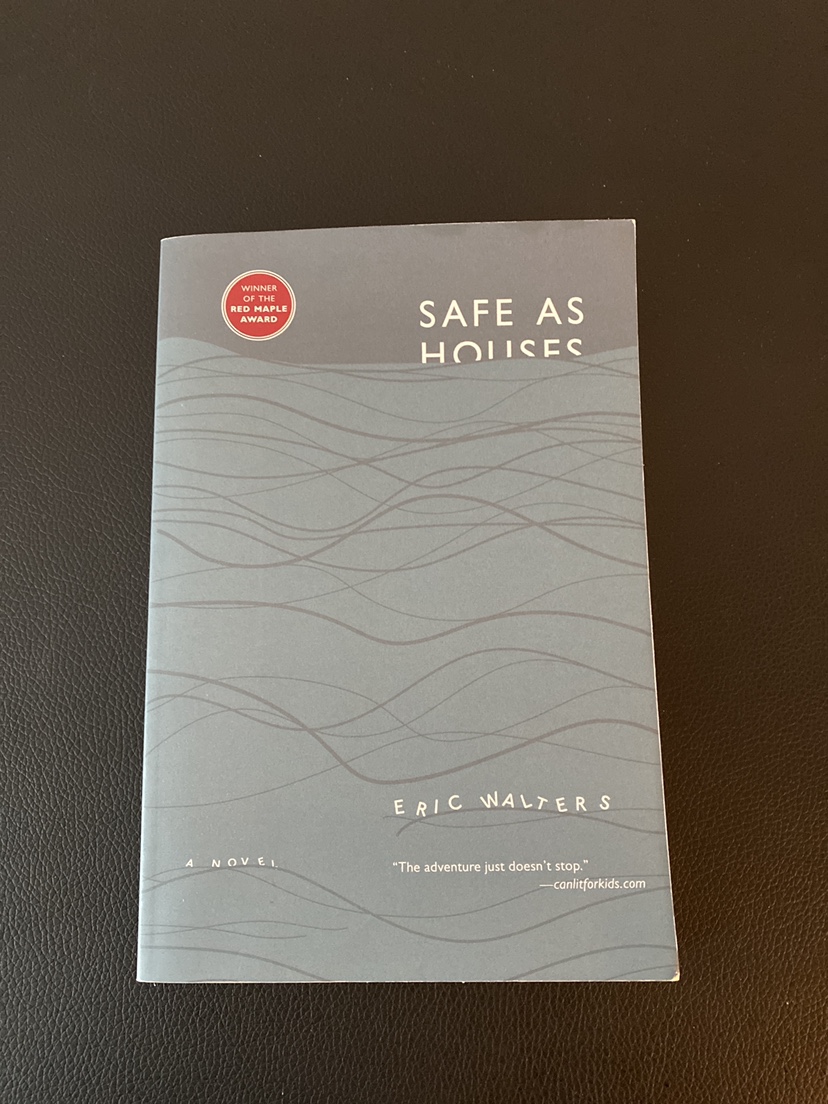 WINNER
OF THE
RED MAPLE
AWARD
SAFE AS
HOUSES
ERIC WALTERS
A NOVEL
“The adventure just doesn’t stop.”
—canlitforkids.com